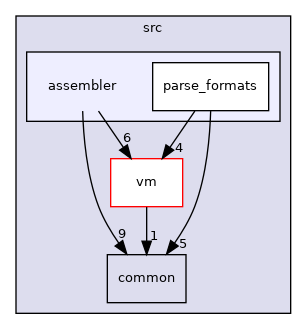 src
assembler
parse_formats
6
4
vm
9
1
5
common